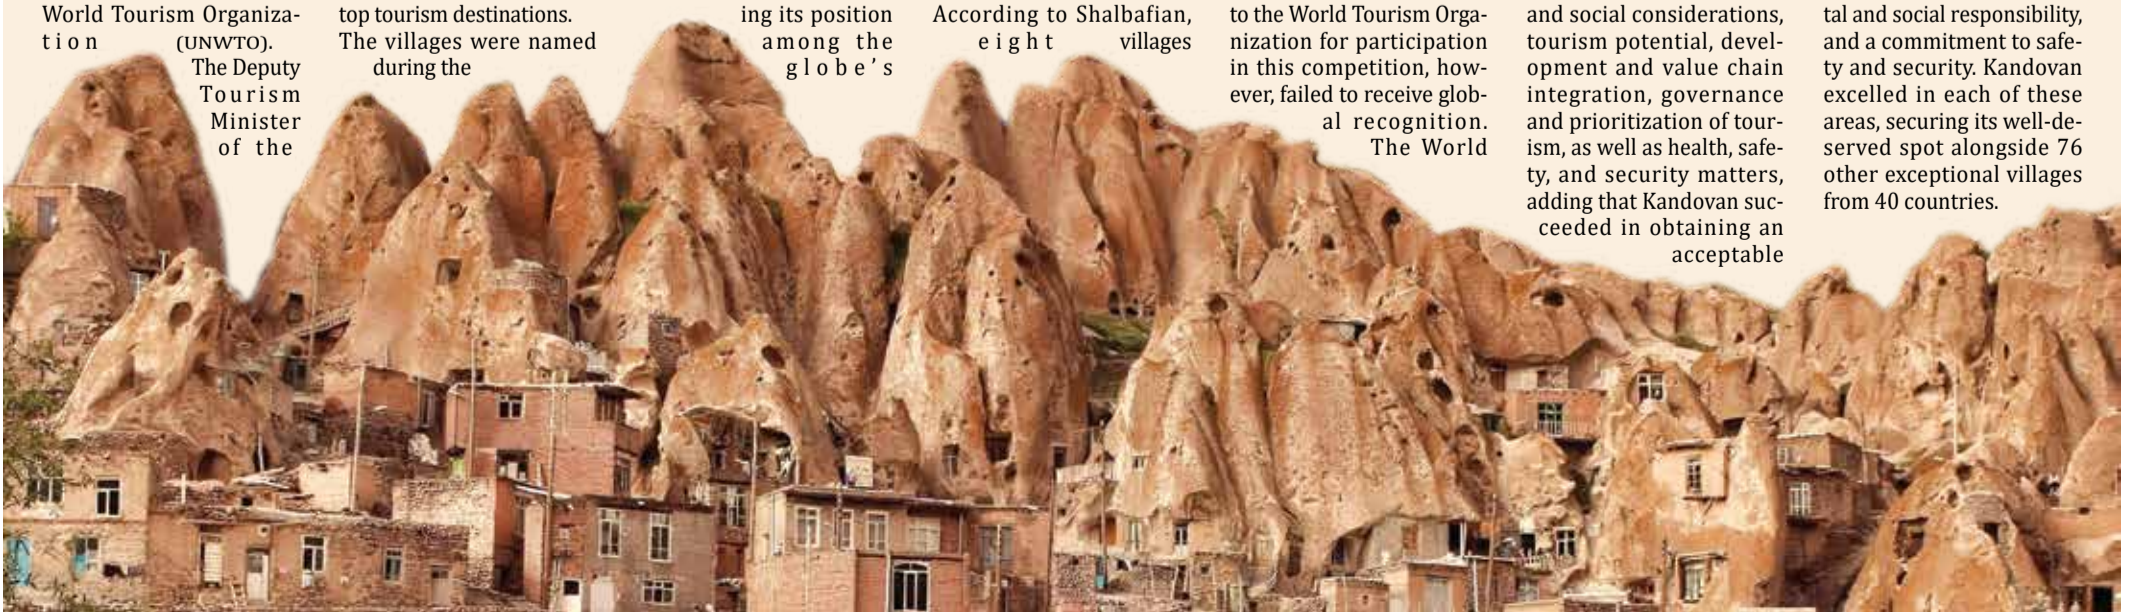 World Tourism Organiza-
tion (UNWTO).
The Deputy
Tourism
Minister
of the
top tourism destinations.
The villages were named
during the
ing its position
among the
globe's
According to Shalbafian,
eight villages
to the World Tourism Orga-
nization for participation
in this competition, how-
ever, failed to receive glob-
al recognition.
The World
and social considerations,
tourism potential, devel-
opment and value chain
integration, governance
and prioritization of tour-
ism, as well as health, safe-
ty, and security matters,
adding that Kandovan suc-
ceeded in obtaining an
acceptable
tal and social responsibility,
and a commitment to safe-
ty and security. Kandovan
excelled in each of these
areas, securing its well-de-
served spot alongside 76
other exceptional villages
from 40 countries.